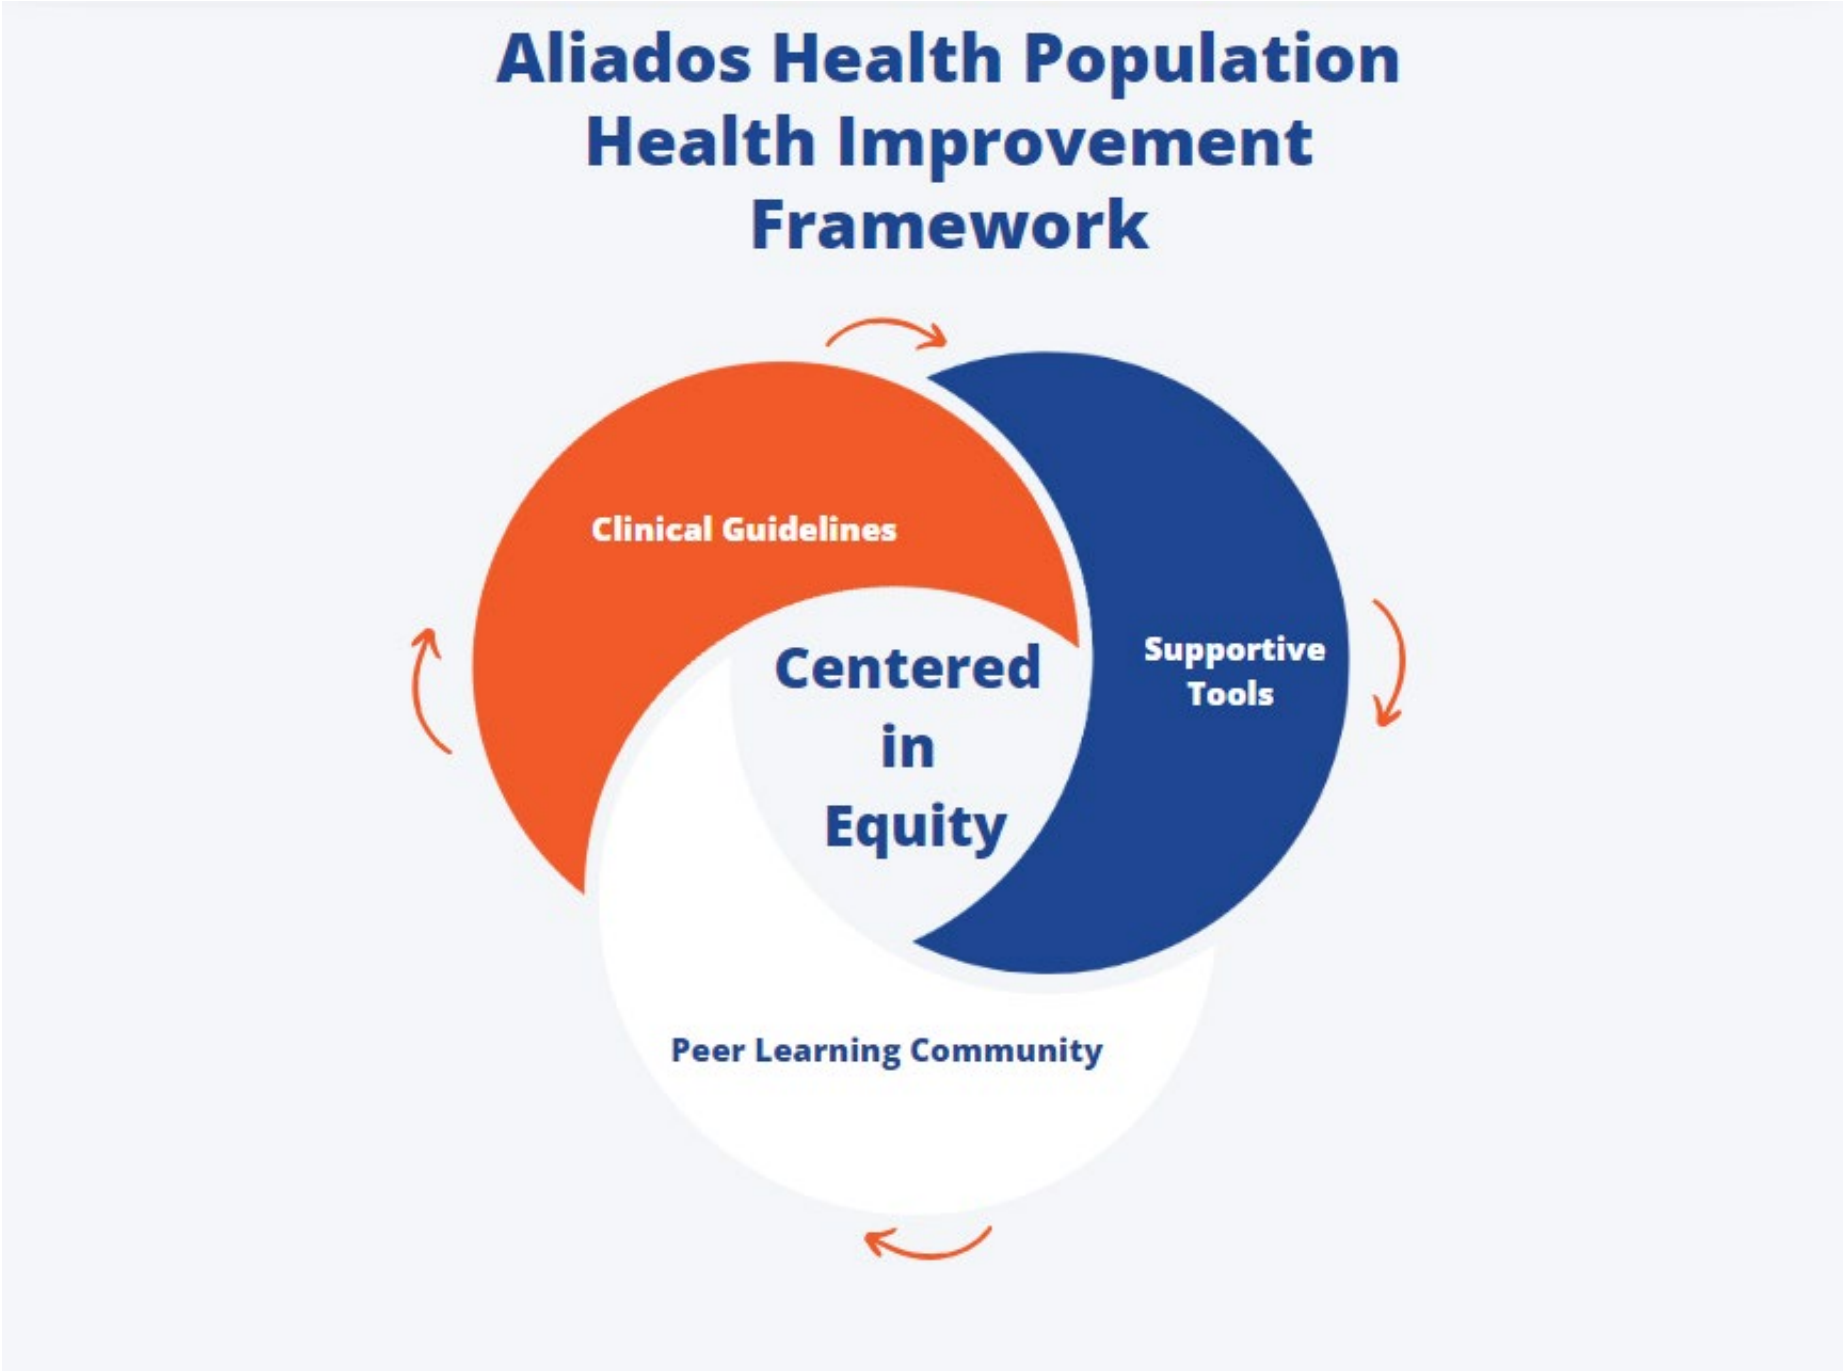 Aliados Health Population
Health Improvement
Framework
Clinical Guidelines
Supportive
Tools
Centered
in
Equity
Peer Learning Community